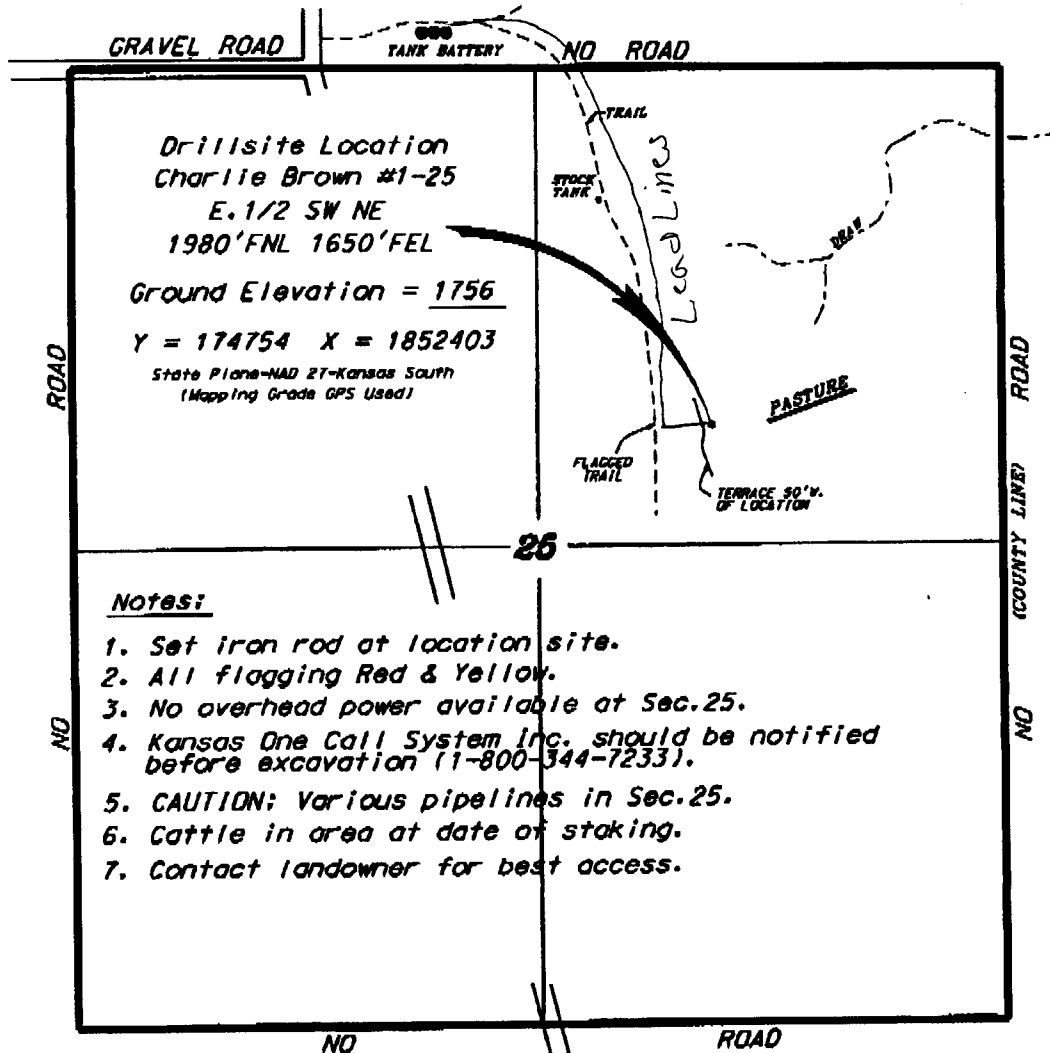 GRAVEL ROAD
TANK BATTERY
NO ROAD
Drillsite Location
Charlie Brown #1-25
E.1/2 SW NE
1980'FNL 1650'FEL
Ground Elevation = 1756
Y = 174754 X = 1852403
State Plane-NAD 27-Kansas South
(Mapping Grade GPS Used)
TRAIL
STOCK
TANK
Lead Lines
DRAW
PASTURE
FLAGGED
TRAIL
TERRACE 50'W.
OF LOCATION
NO ROAD
NO ROAD
(COUNTY LINE)
25
Notes:
1. Set iron rod at location site.
2. All flagging Red & Yellow.
3. No overhead power available at Sec.25.
4. Kansas One Call System Inc. should be notified
before excavation (1-800-344-7233).
5. CAUTION: Various pipelines in Sec.25.
6. Cattle in area at date of staking.
7. Contact landowner for best access.
NO ROAD